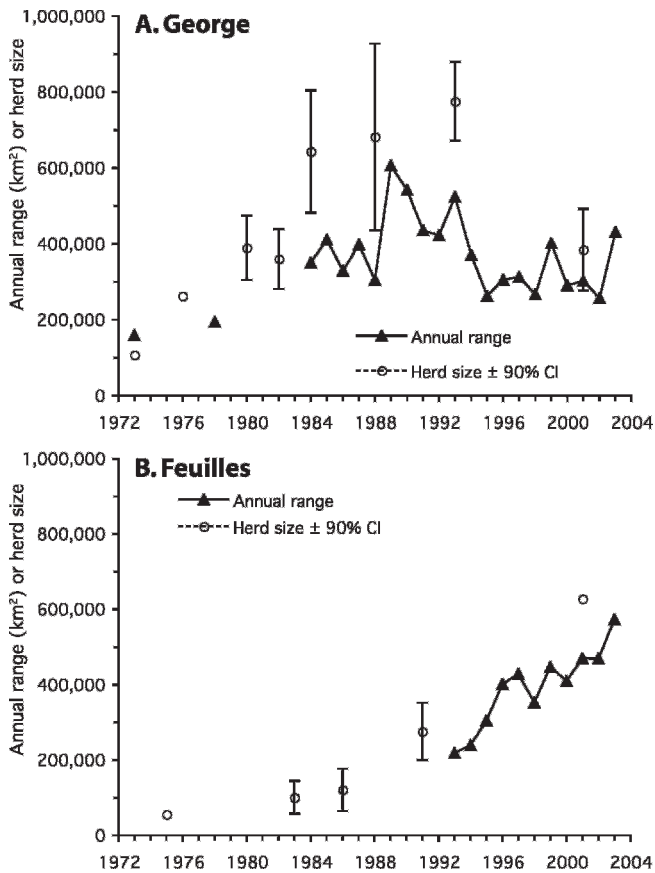 A. George
Annual range (km²) or herd size
1,000,000
800,000
600,000
400,000
200,000
0
Annual range
Herd size ± 90% CI
1972 1976 1980 1984 1988 1992 1996 2000 2004
B. Feuilles
Annual range (km²) or herd size
1,000,000
800,000
600,000
400,000
200,000
0
Annual range
Herd size ± 90% CI
1972 1976 1980 1984 1988 1992 1996 2000 2004